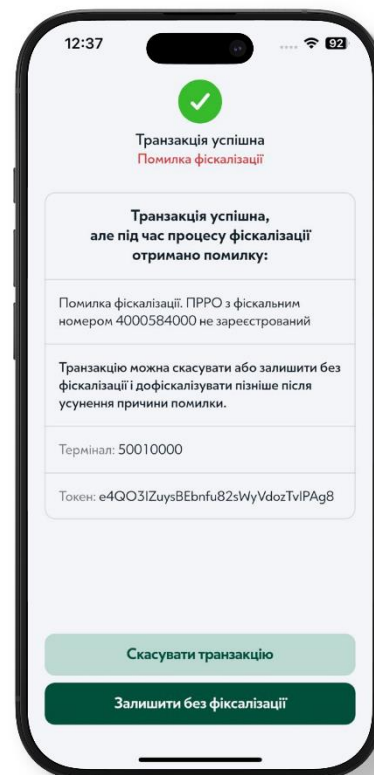 12:37
92
Транзакція успішна
Помилка фіскалізації
Транзакція успішна,
але під час процесу фіскалізації
отримано помилку:
Помилка фіскалізації. ПРРО з фіскальним
номером 4000584000 не зареєстрований
Транзакцію можна скасувати або залишити без
фіскалізації і дофіскалізувати пізніше після
усунення причини помилки.
Термінал: 50010000
Токен: e4QO3IZuysBEbnfu82sWyVdozTvlPAg8
Скасувати транзакцію
Залишити без фіксалізації